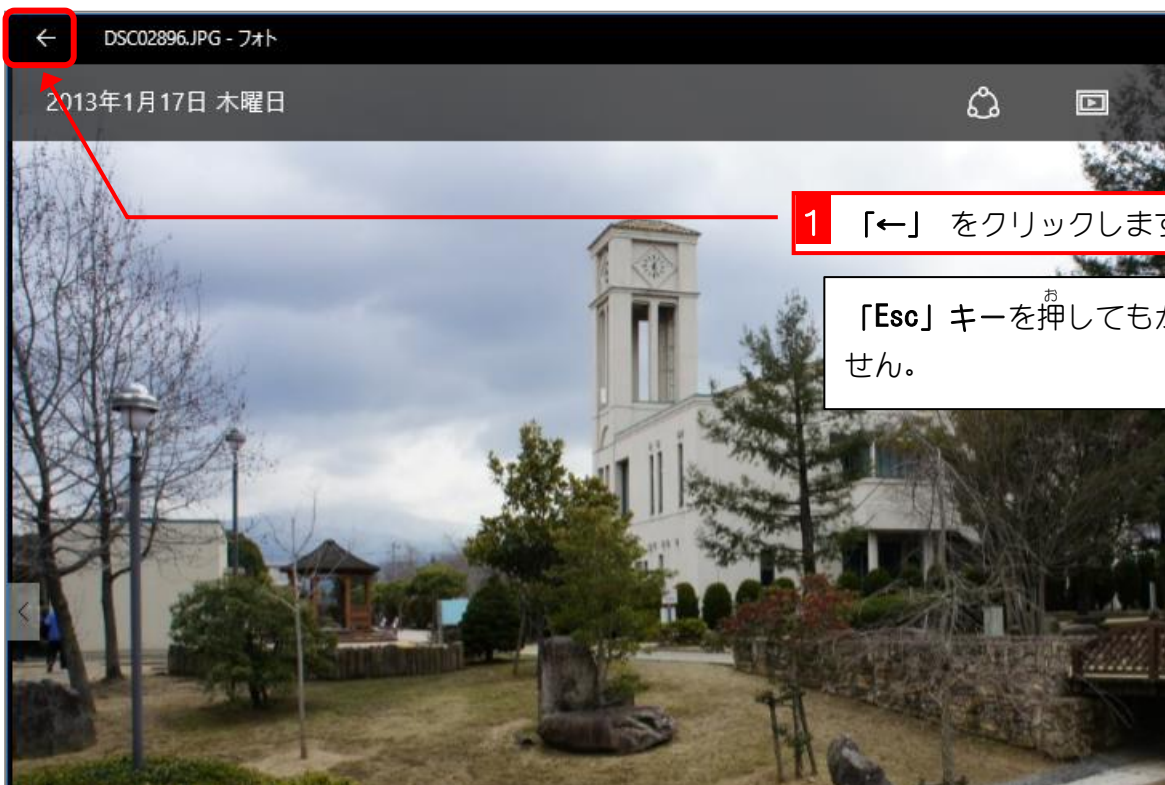 ← DSC02896.JPG - フォト
2013年1月17日 木曜日
1 「←」 をクリックします
お
「Esc」キーを押しても
せん。